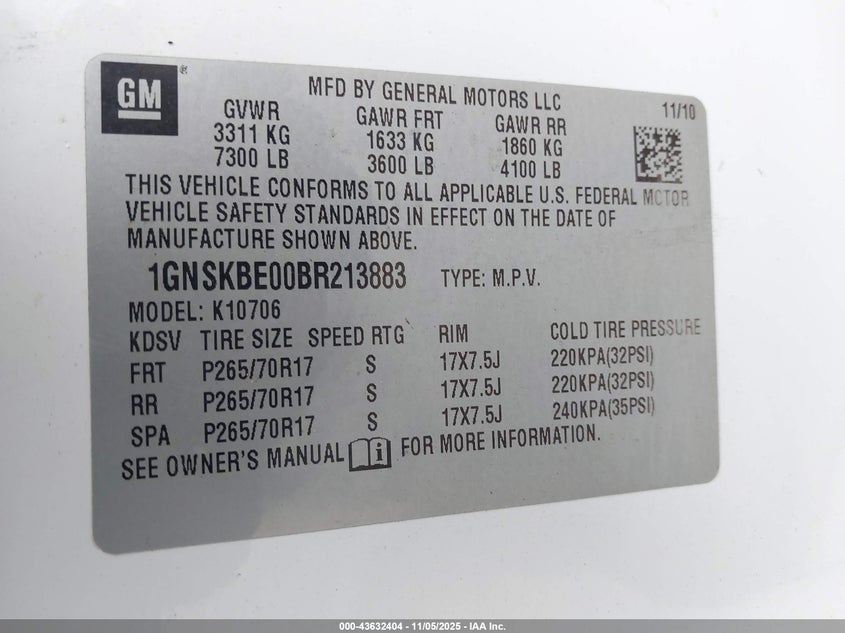 GM®
MFD BY GENERAL MOTORS LLC
11/10
GVWR GAWR FRT GAWR RR
3311 KG 1633 KG 1860 KG
7300 LB 3600 LB 4100 LB
THIS VEHICLE CONFORMS TO ALL APPLICABLE U.S. FEDERAL MOTOR
VEHICLE SAFETY STANDARDS IN EFFECT ON THE DATE OF
MANUFACTURE SHOWN ABOVE.
1GNSKBE00BR213883 TYPE: M.P.V.
MODEL: K10706
KDSV TIRE SIZE SPEED RTG RIM COLD TIRE PRESSURE
FRT P265/70R17 S 17X7.5J 220KPA(32PSI)
RR P265/70R17 S 17X7.5J 220KPA(32PSI)
SPA P265/70R17 S 17X7.5J 240KPA(35PSI)
SEE OWNER'S MANUAL FOR MORE INFORMATION.
000-43632404 - 11/05/2025 - IAA Inc.